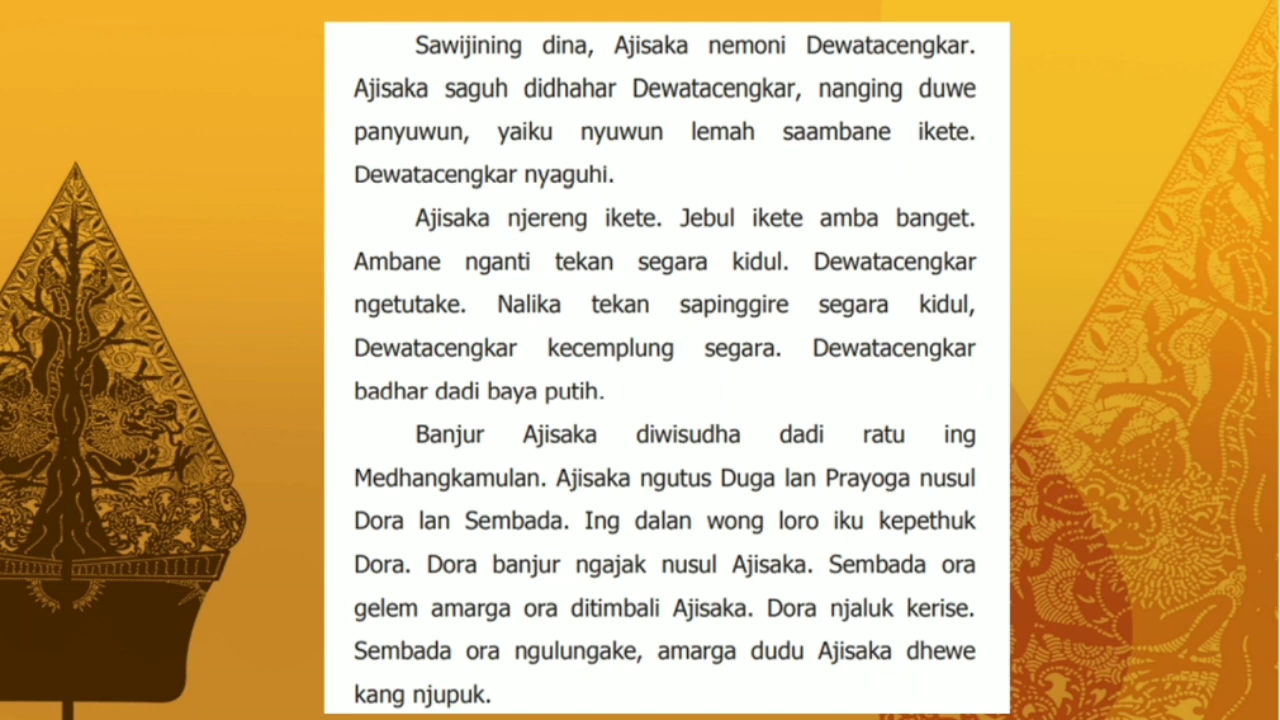 Sawijining dina, Ajisaka nemoni Dewatacengkar.
Ajisaka saguh didhahar Dewatacengkar, nanging duwe
panyuwun, yaiku nyuwun lemah saambane ikete.
Dewatacengkar nyaguhi.
Ajisaka njereng ikete. Jebul ikete amba banget.
Ambane nganti tekan segara kidul. Dewatacengkar
ngetutake. Nalika tekan sapinggire segara kidul,
Dewatacengkar kecemplung segara. Dewatacengkar
badhar dadi baya putih.
Banjur Ajisaka diwisudha dadi ratu ing
Medhangkamulan. Ajisaka ngutus Duga lan Prayoga nusul
Dora lan Sembada. Ing dalan wong loro iku kepethuk
Dora. Dora banjur ngajak nusul Ajisaka. Sembada ora
gelem amarga ora ditimbali Ajisaka. Dora njaluk kerise.
Sembada ora ngulungake, amarga dudu Ajisaka dhewe
kang njupuk.